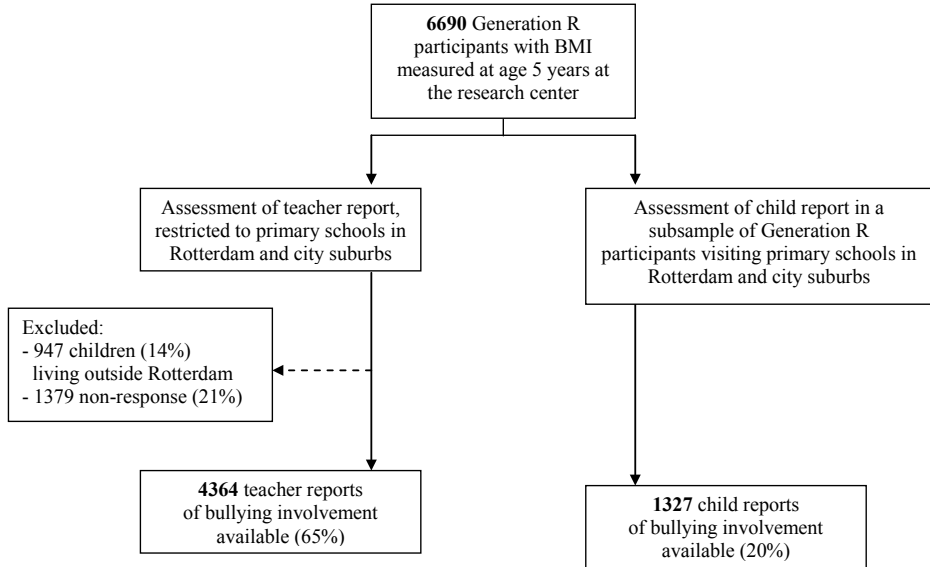 6690 Generation R
participants with BMI
measured at age 5 years at
the research center
Assessment of teacher report,
restricted to primary schools in
Rotterdam and city suburbs
Assessment of child report in a
subsample of Generation R
participants visiting primary schools in
Rotterdam and city suburbs
Excluded:
- 947 children (14%)
living outside Rotterdam
- 1379 non-response (21%)
4364 teacher reports
of bullying involvement
available (65%)
1327 child reports
of bullying involvement
available (20%)